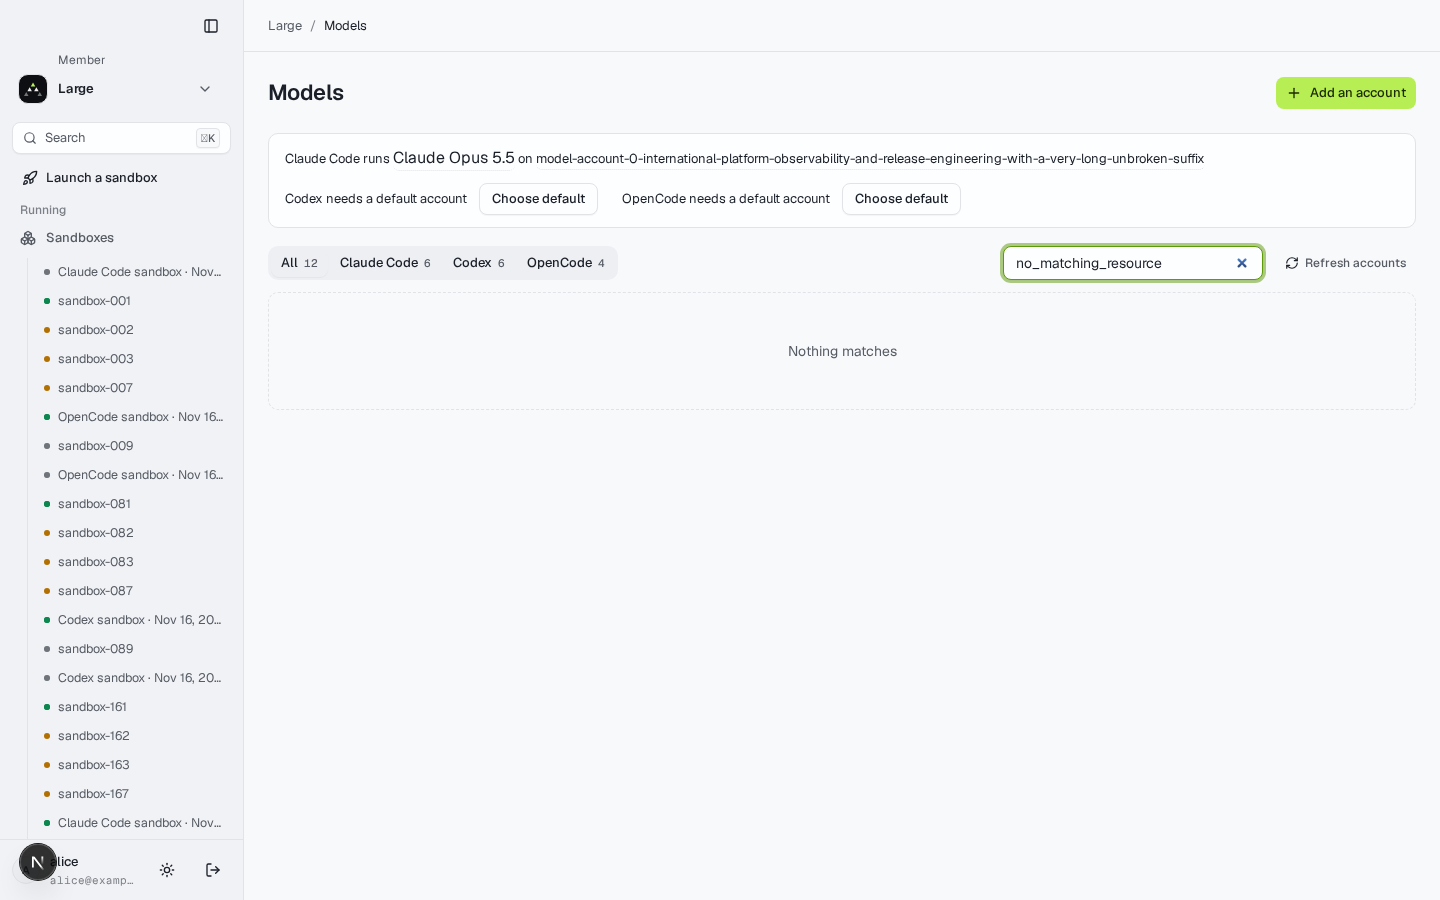 Member
Large
Search
K
Launch a sandbox
Running
Sandboxes
Claude Code sandbox · Nov...
sandbox-001
sandbox-002
sandbox-003
sandbox-007
OpenCode sandbox · Nov 16...
sandbox-009
OpenCode sandbox · Nov 16...
sandbox-081
sandbox-082
sandbox-083
sandbox-087
Codex sandbox · Nov 16, 20...
sandbox-089
Codex sandbox · Nov 16, 20...
sandbox-161
sandbox-162
sandbox-163
sandbox-167
Claude Code sandbox · Nov...
N
alice
alice@examp...
Large / Models
Models
Add an account
Claude Code runs Claude Opus 5.5 on model-account-0-international-platform-observability-and-release-engineering-with-a-very-long-unbroken-suffix
Codex needs a default account Choose default OpenCode needs a default account Choose default
All 12 Claude Code 6 Codex 6 OpenCode 4
no_matching_resource
Refresh accounts
Nothing matches